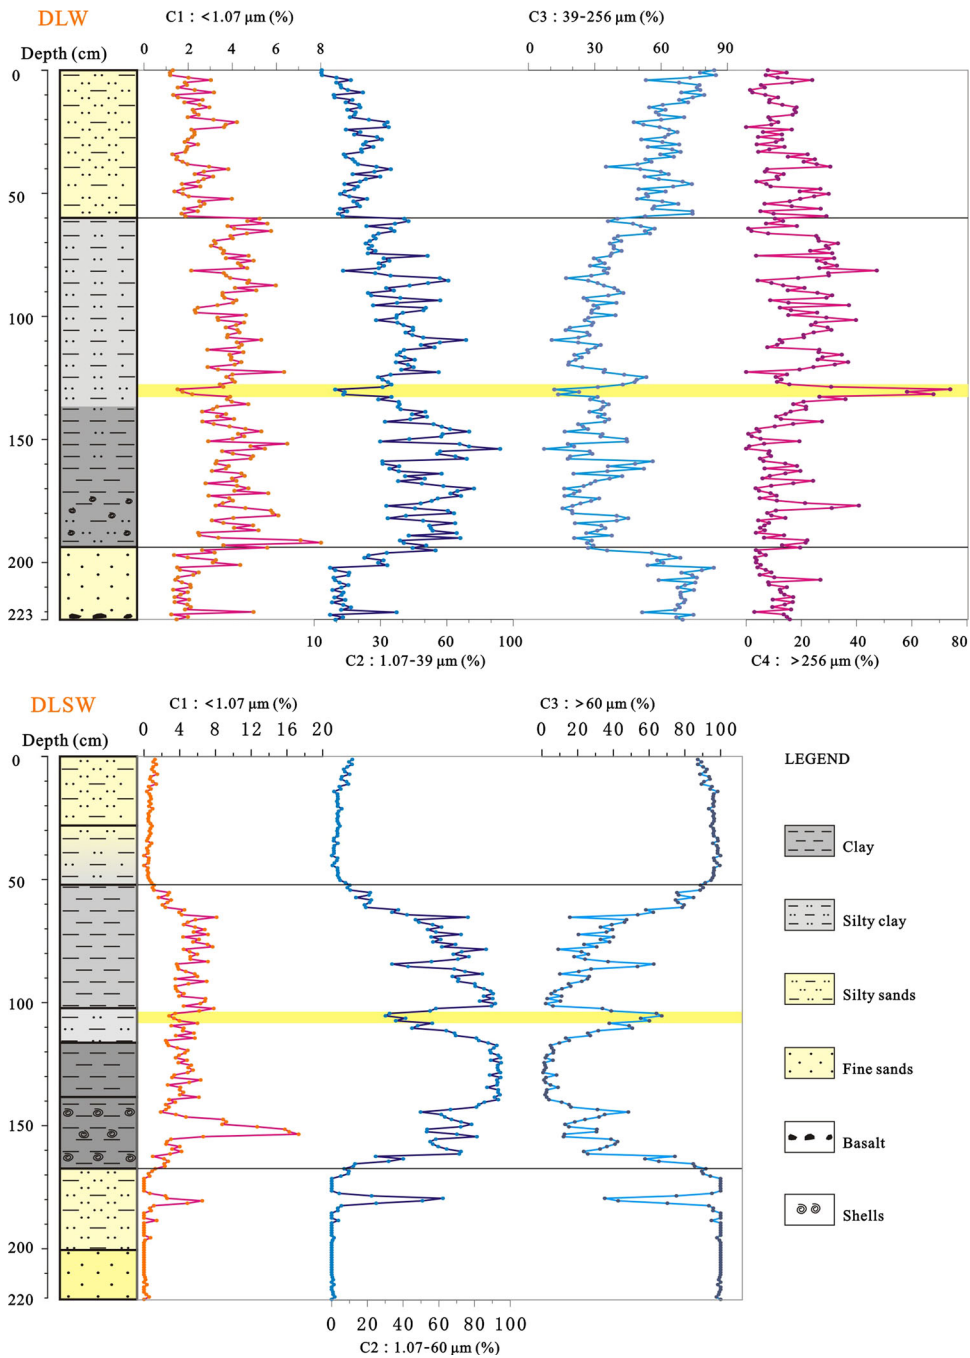 DLW
C1 : <1.07 µm (%)
C3 : 39-256 µm (%)
Depth (cm)
0 2 4 6 8
0 30 60 90
0
50
100
150
200
223
10 30 60 100
0 20 40 60 80
C2 : 1.07-39 µm (%)
C4 : >256 µm (%)
DLSW
C1 : <1.07 µm (%)
C3 : >60 µm (%)
Depth (cm)
0 4 8 12 20
0 20 40 60 80 100
0
50
100
150
200
220
0 20 40 60 80 100
C2 : 1.07-60 µm (%)
LEGEND
Clay
Silty clay
Silty sands
Fine sands
Basalt
Shells